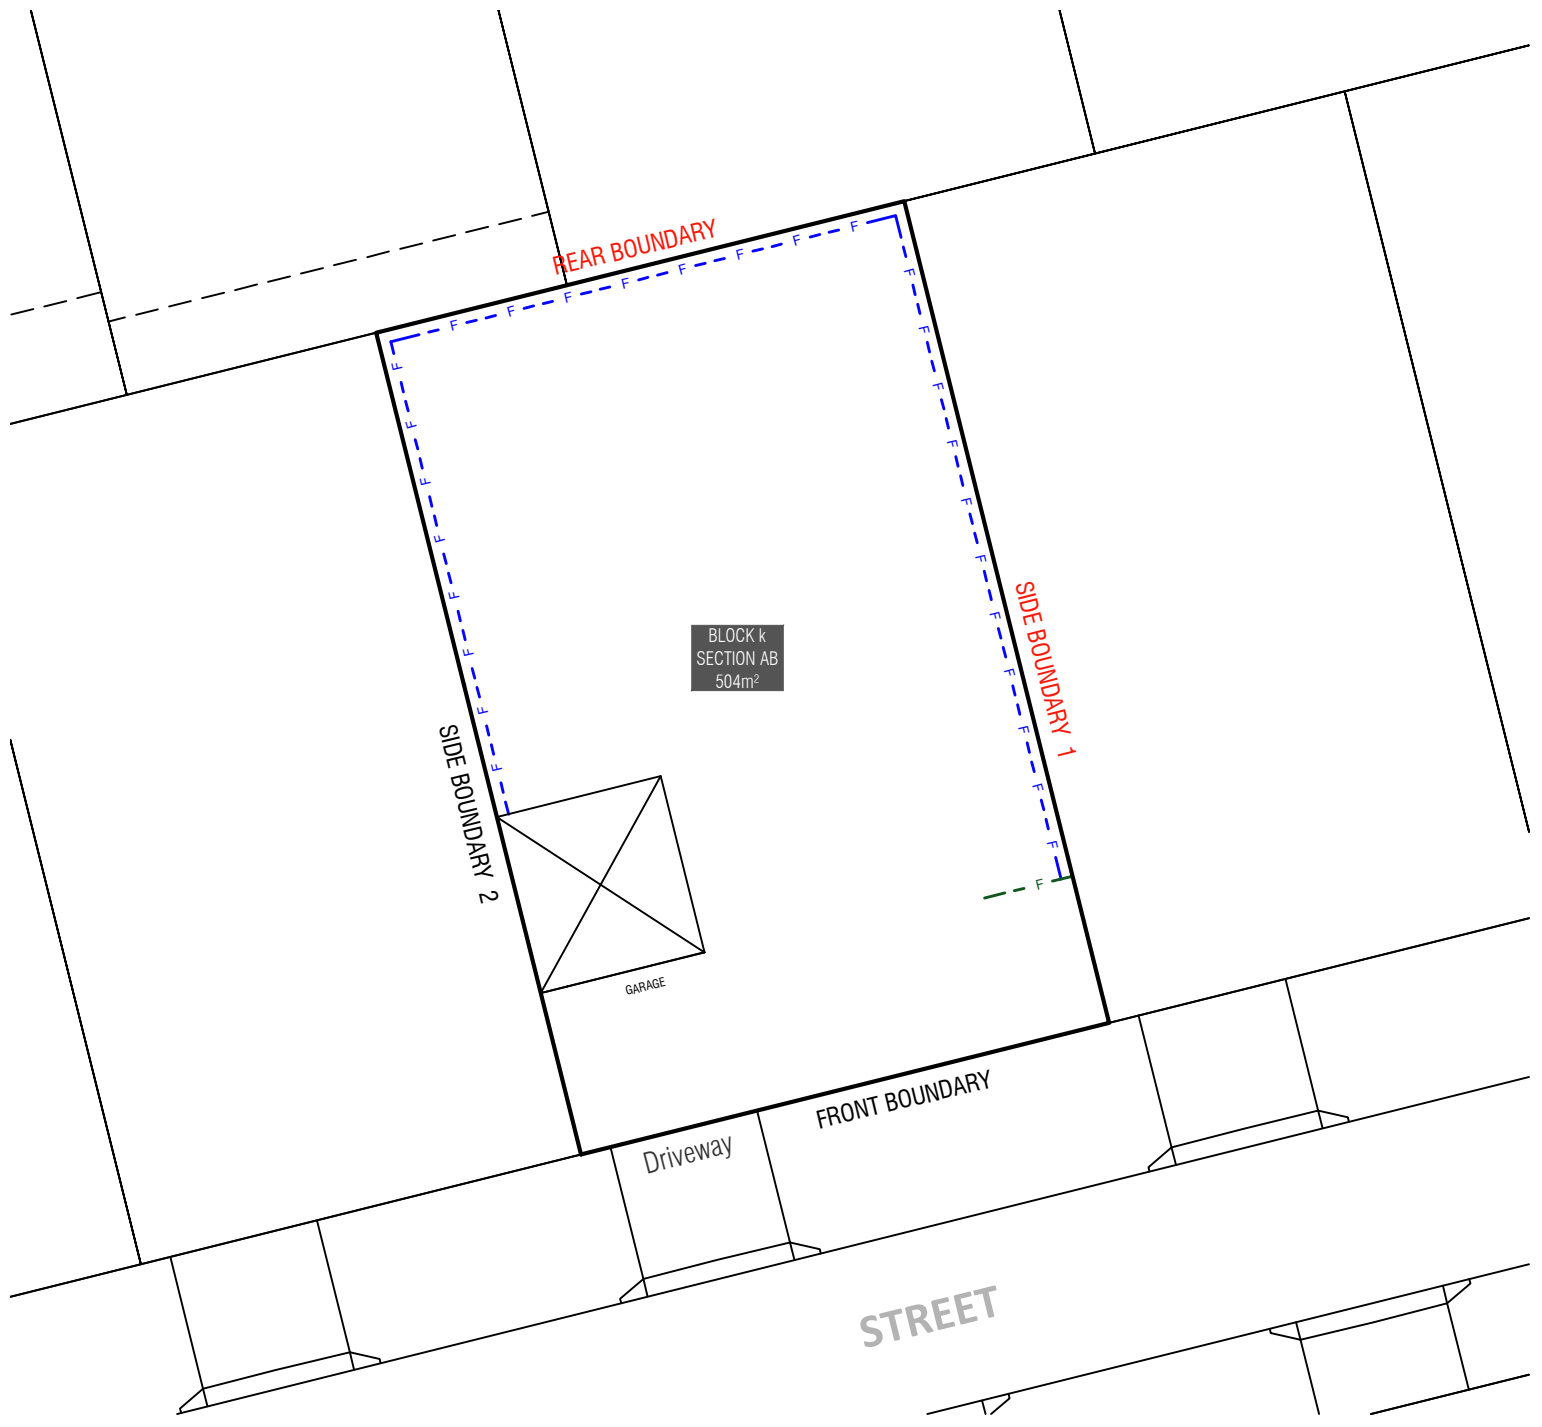 REAR BOUNDARY
F F F F F F F F
F F F F F F F F
F F F F F F F F F F F
SIDE BOUNDARY 1
BLOCK k
SECTION AB
504m²
SIDE BOUNDARY 2
F
GARAGE
FRONT BOUNDARY
Driveway
STREET